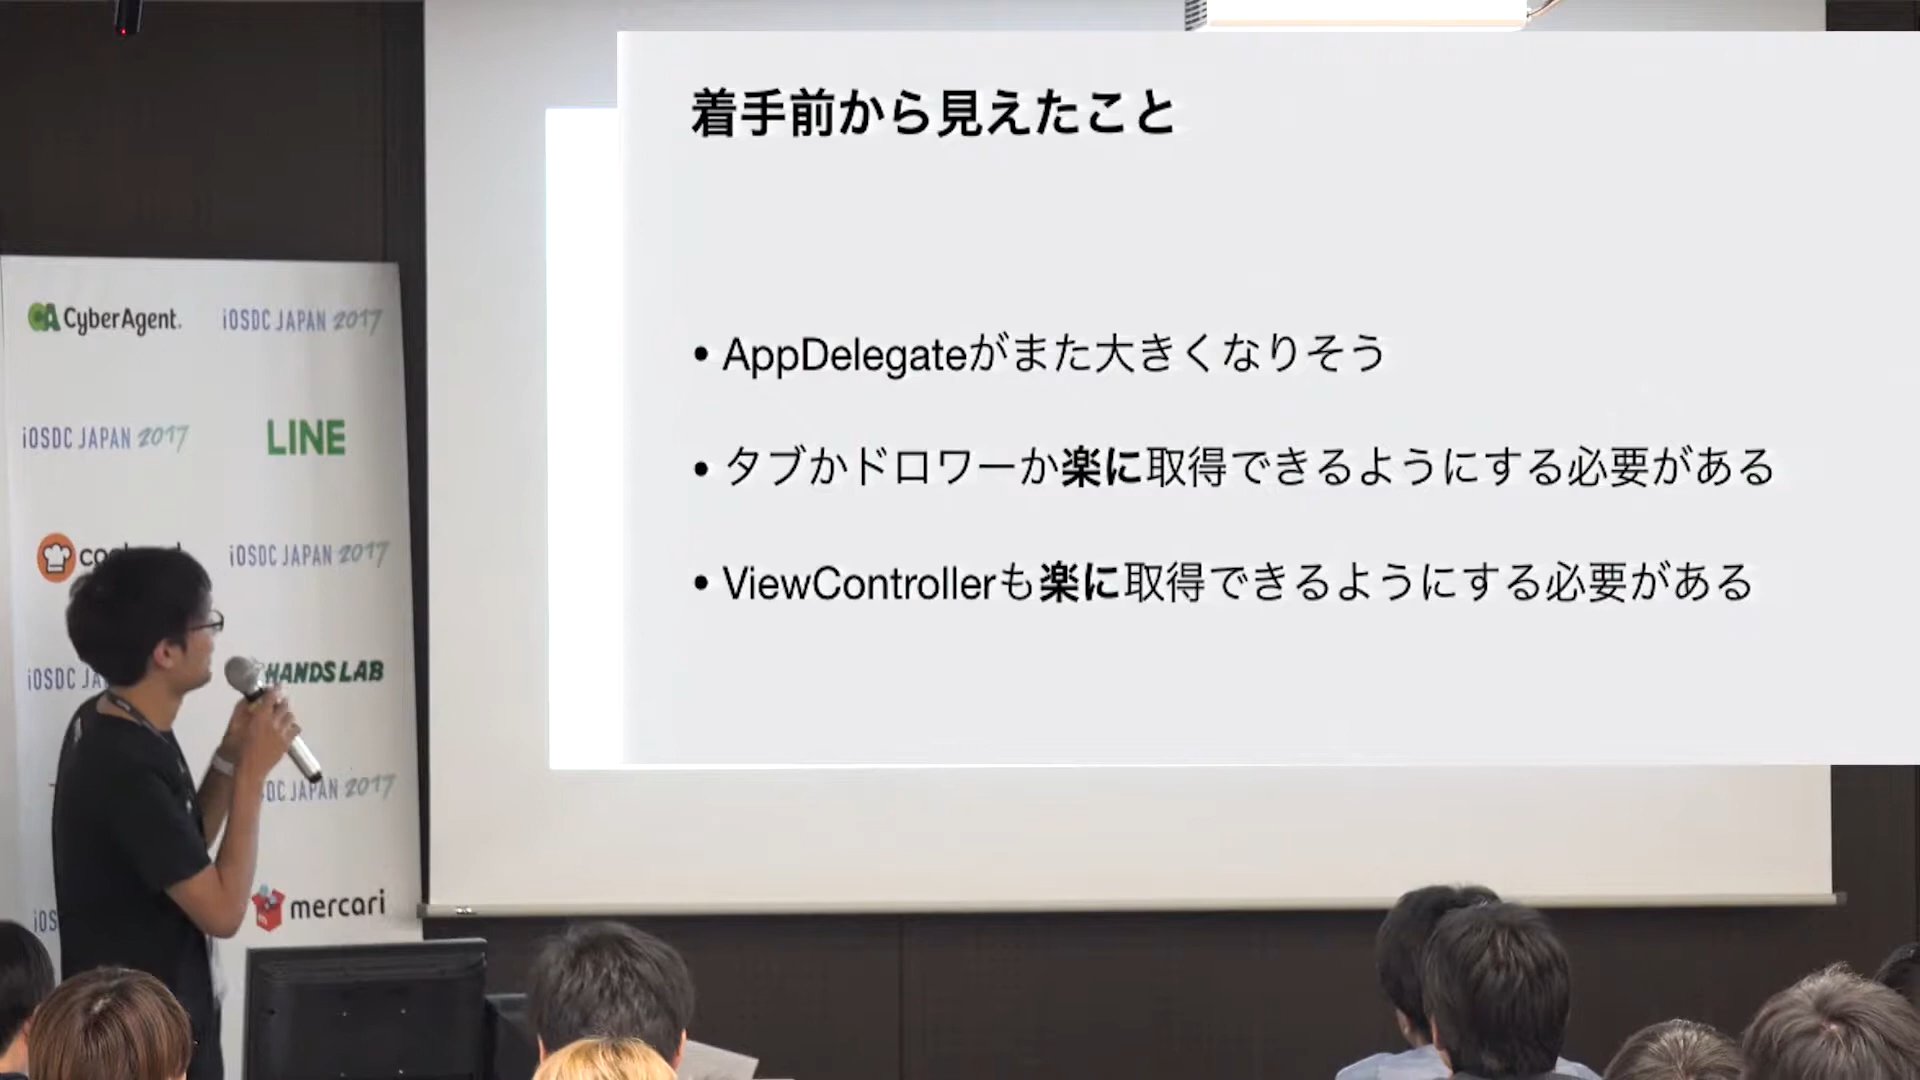 着手前から見えたこと
• AppDelegateがまた大きくなりそう
• タブかドロワーか楽に取得できるようにする必要がある
• ViewControllerも楽に取得できるようにする必要がある
CyberAgent.
iOSDC JAPAN 2017
iOSDC JAPAN 2017
LINE
iOSDC JAPAN 2017
iOSDC JA
HANDS LAB
DC JAPAN 2017
iOS
mercari